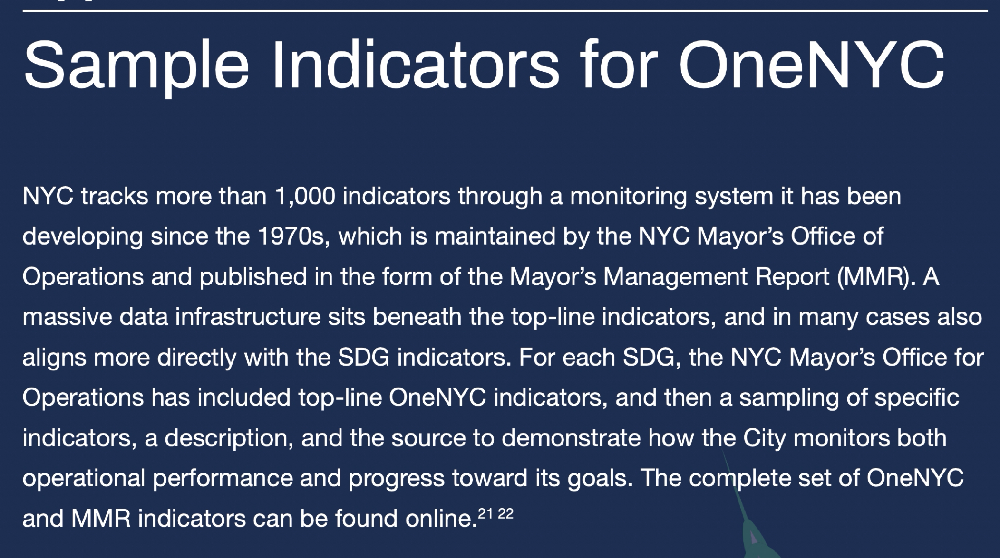 Sample Indicators for OneNYC
NYC tracks more than 1,000 indicators through a monitoring system it has been
developing since the 1970s, which is maintained by the NYC Mayor’s Office of
Operations and published in the form of the Mayor’s Management Report (MMR). A
massive data infrastructure sits beneath the top-line indicators, and in many cases also
aligns more directly with the SDG indicators. For each SDG, the NYC Mayor’s Office for
Operations has included top-line OneNYC indicators, and then a sampling of specific
indicators, a description, and the source to demonstrate how the City monitors both
operational performance and progress toward its goals. The complete set of OneNYC
and MMR indicators can be found online.21 22